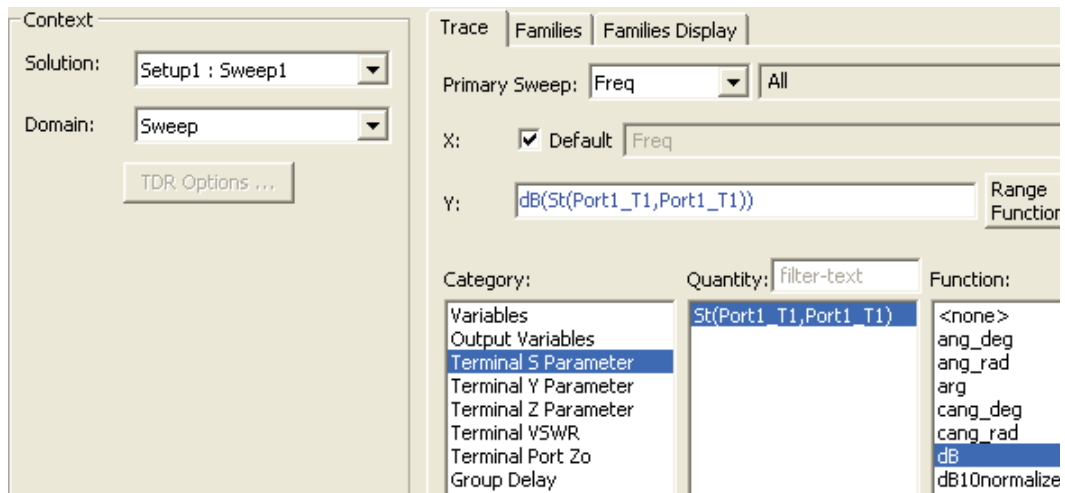 Context
Solution: Setup1 : Sweep1
Domain: Sweep
TDR Options ...
Trace Families Families Display
Primary Sweep: Freq All
X: Default Freq
Y: dB(St(Port1_T1,Port1_T1)) Range
Function
Category: Quantity: filter-text Function:
Variables St(Port1_T1,Port1_T1) <none>
Output Variables ang_deg
Terminal S Parameter ang_rad
Terminal Y Parameter arg
Terminal Z Parameter cang_deg
Terminal VSWR cang_rad
Terminal Port Zo dB
Group Delay dB10normalize